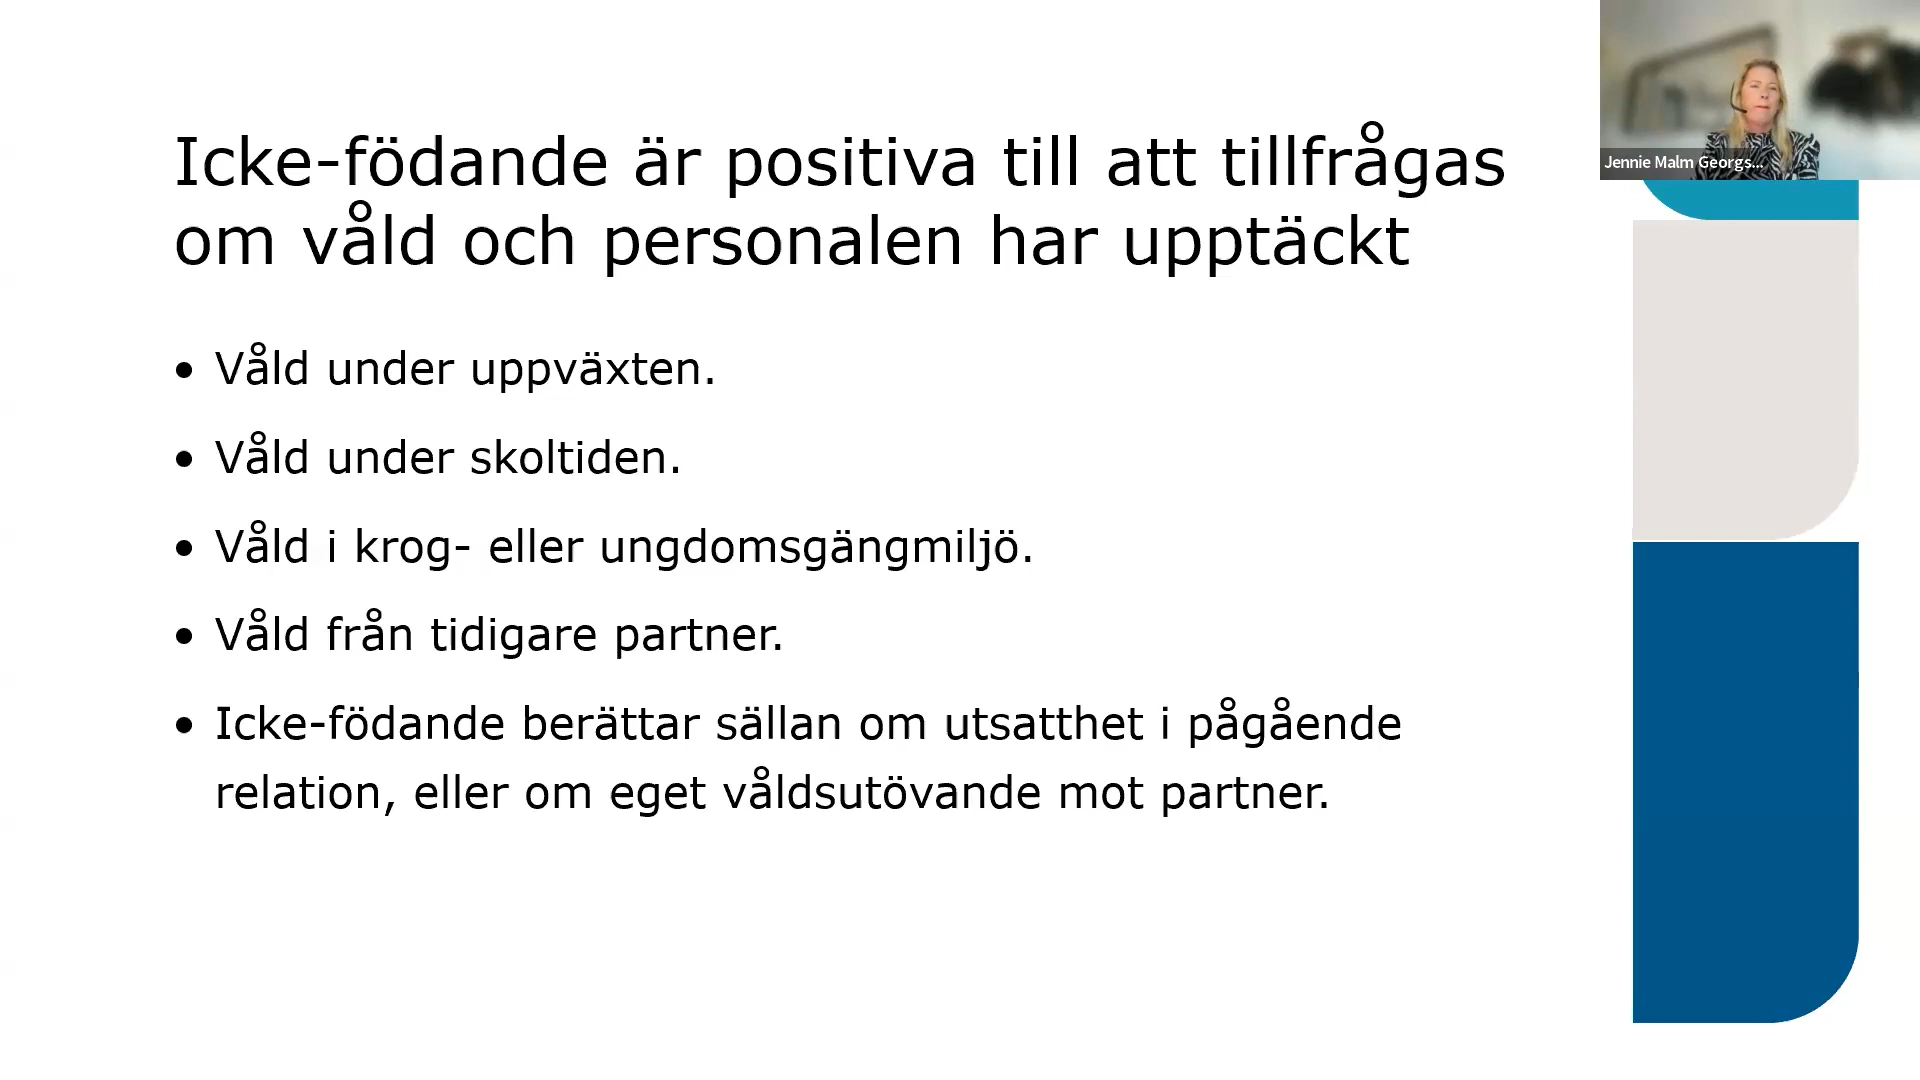 Icke-födande är positiva till att tillfrågas
om våld och personalen har upptäckt
• Våld under uppväxten.
• Våld under skoltiden.
• Våld i krog- eller ungdomsgängmiljö.
• Våld från tidigare partner.
• Icke-födande berättar sällan om utsatthet i pågående
relation, eller om eget våldsutövande mot partner.
Jennie Malm Georgs...